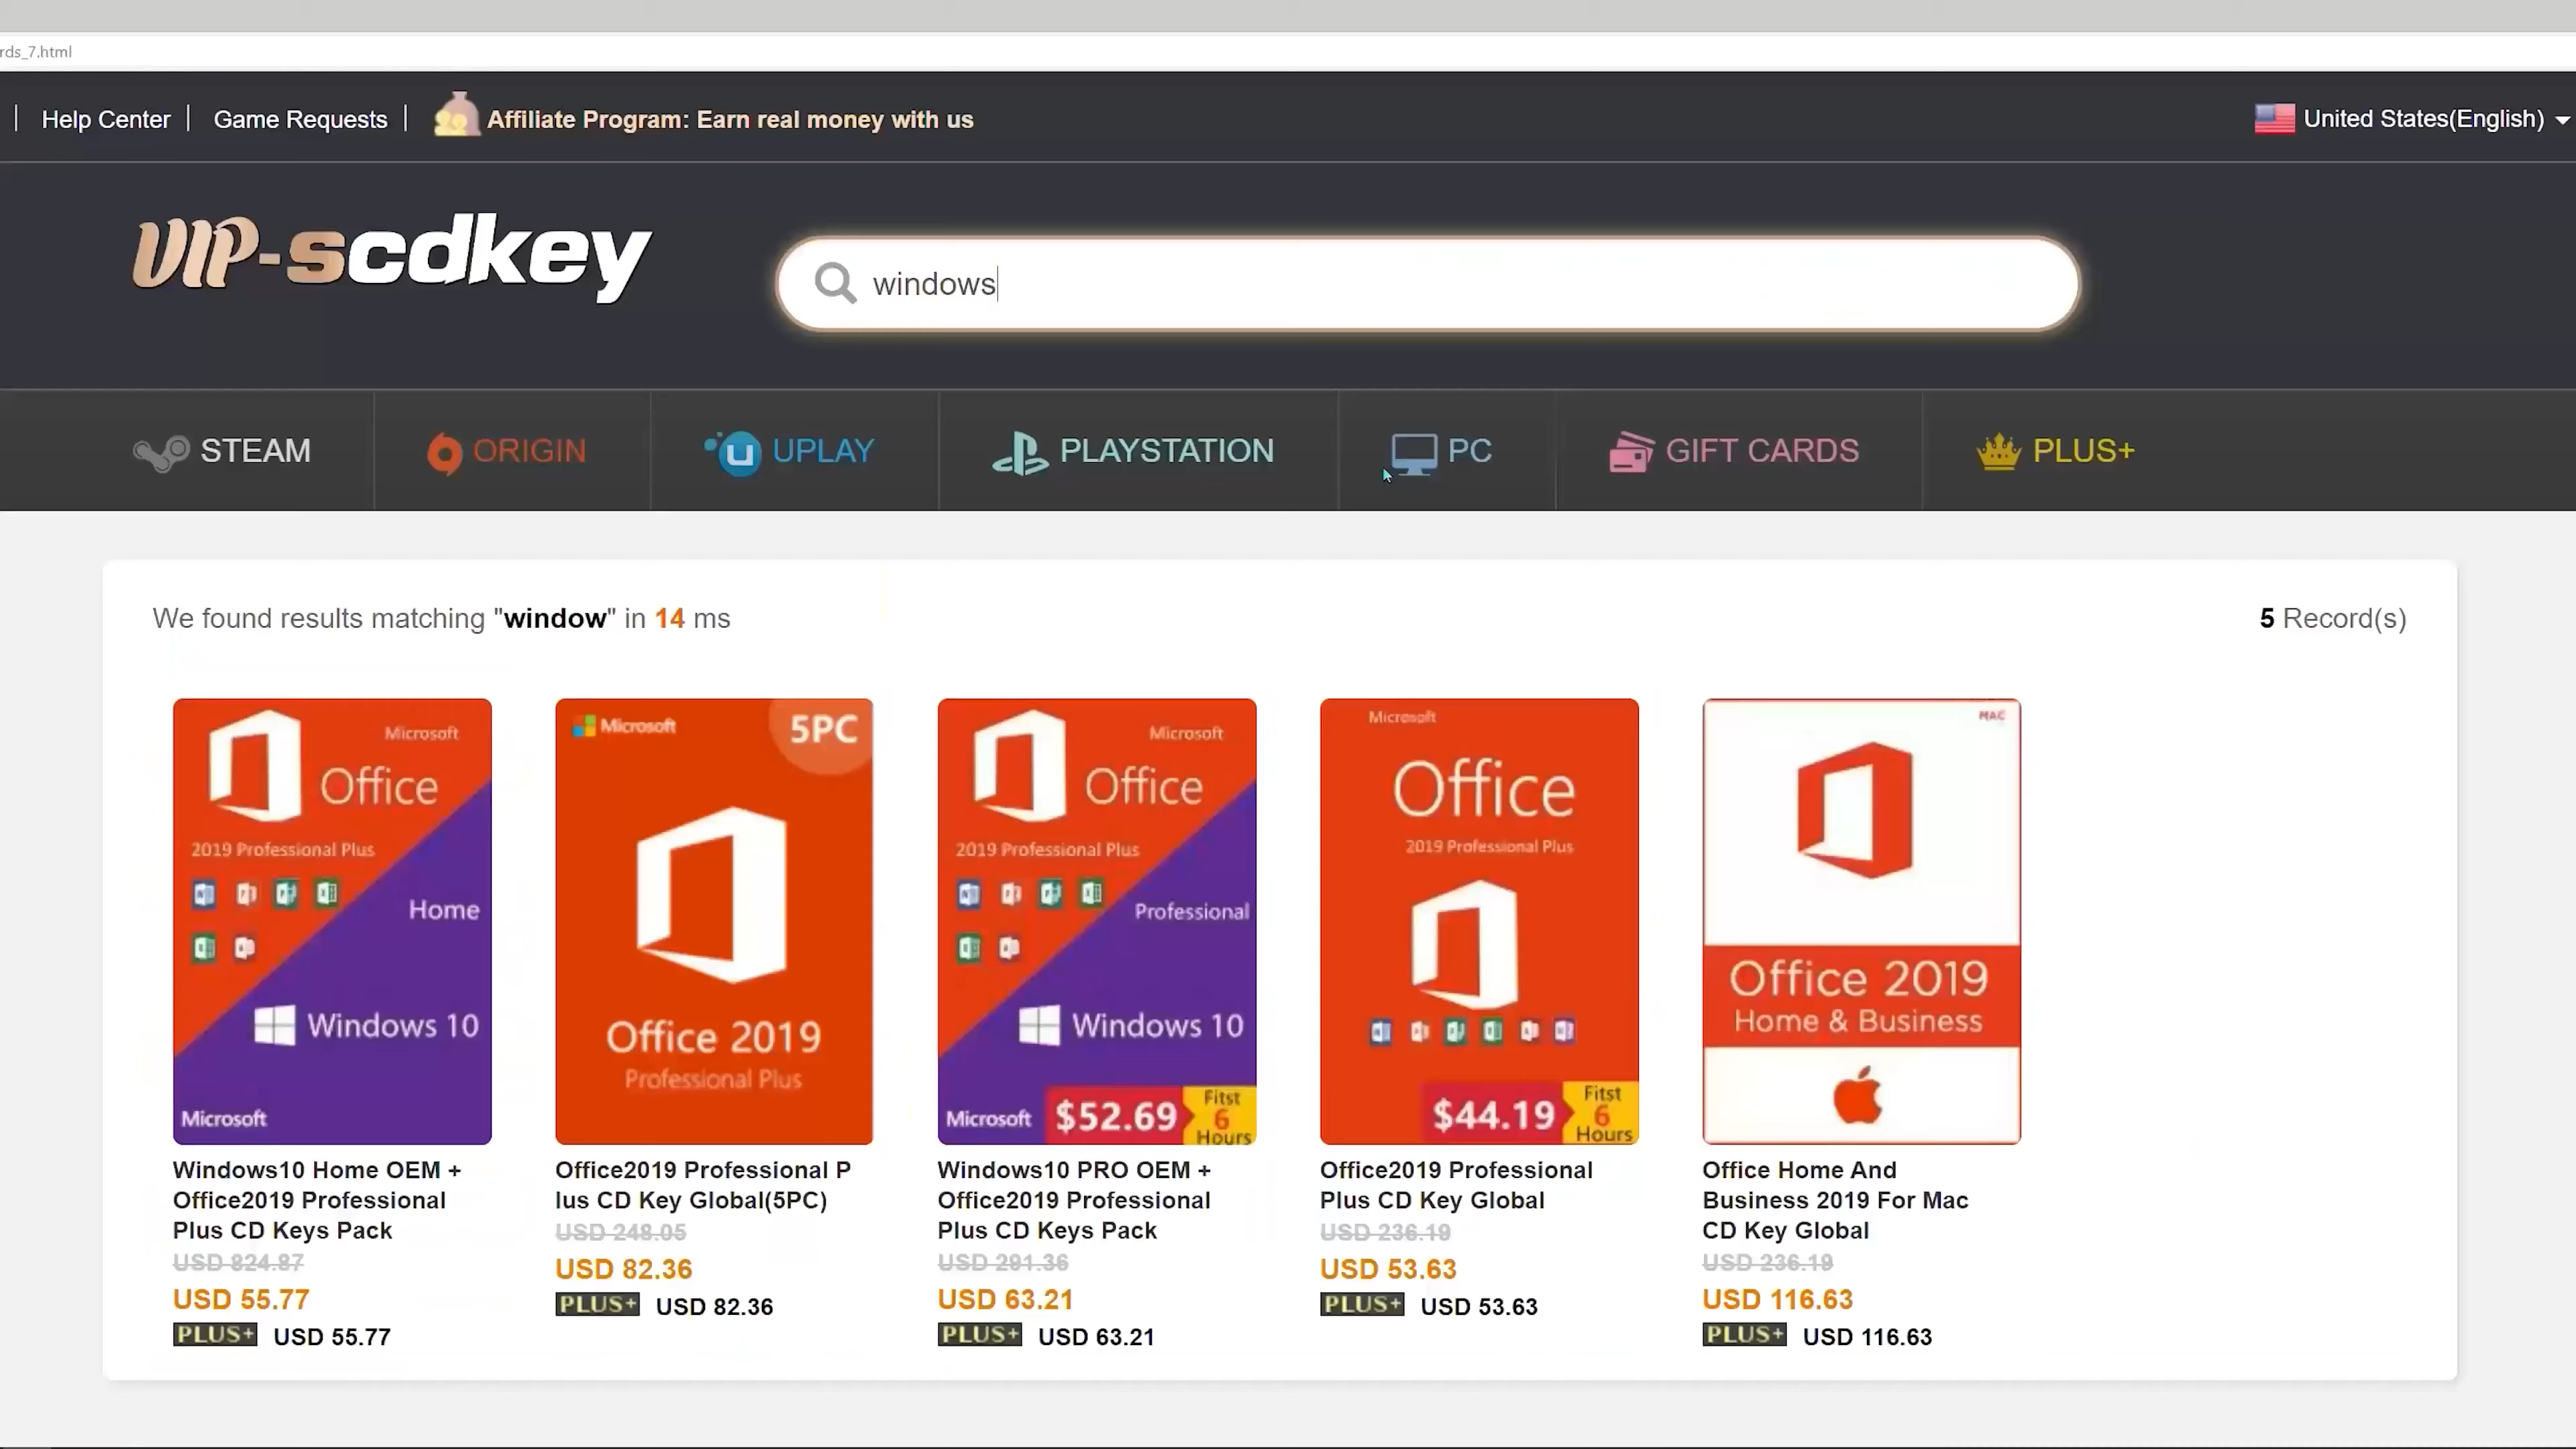 rds_7.html
Help Center
Game Requests
Affiliate Program: Earn real money with us
United States(English)
VIP-scdkey
windows
STEAM
ORIGIN
UPLAY
PLAYSTATION
PC
GIFT CARDS
PLUS+
We found results matching "window" in 14 ms
5 Record(s)
Microsoft
Office
2019 Professional Plus
Home
Windows 10
Microsoft
Windows10 Home OEM +
Office2019 Professional
Plus CD Keys Pack
USD 824.87
USD 55.77
PLUS+ USD 55.77
Microsoft
5PC
Office 2019
Professional Plus
Office2019 Professional P
lus CD Key Global(5PC)
USD 248.05
USD 82.36
PLUS+ USD 82.36
Microsoft
Office
2019 Professional Plus
Professional
Windows 10
Microsoft
$52.69
Fitst
6
Hours
Windows10 PRO OEM +
Office2019 Professional
Plus CD Keys Pack
USD 291.36
USD 63.21
PLUS+ USD 63.21
Microsoft
Office
2019 Professional Plus
$44.19
Fitst
6
Hours
Office2019 Professional
Plus CD Key Global
USD 236.19
USD 53.63
PLUS+ USD 53.63
MAC
Office 2019
Home & Business
Office Home And
Business 2019 For Mac
CD Key Global
USD 236.19
USD 116.63
PLUS+ USD 116.63